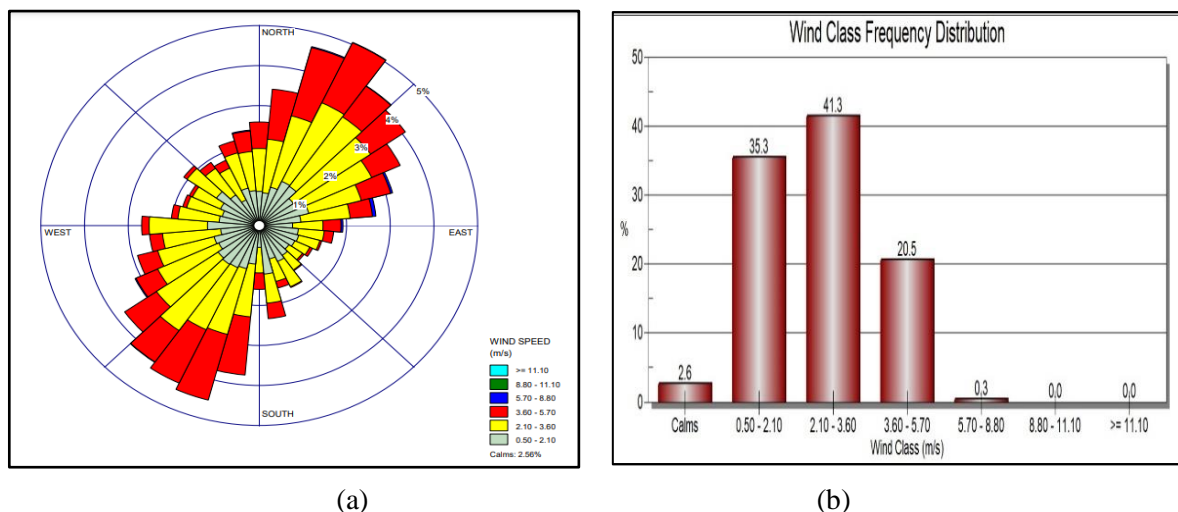 NORTH
5%
4%
3%
2%
1%
WEST
EAST
SOUTH
WIND SPEED
(m/s)
>= 11.10
8.80 - 11.10
5.70 - 8.80
3.60 - 5.70
2.10 - 3.60
0.50 - 2.10
Calms: 2.56%
(a)
Wind Class Frequency Distribution
50
40
30
20
10
0
%
2.6
35.3
41.3
20.5
0.3
0,0
0,0
Calms
0.50 - 2.10
2.10 - 3.60
3.60 - 5.70
5.70 - 8.80
8.80 - 11.10
>= 11.10
Wind Class (m/s)
(b)